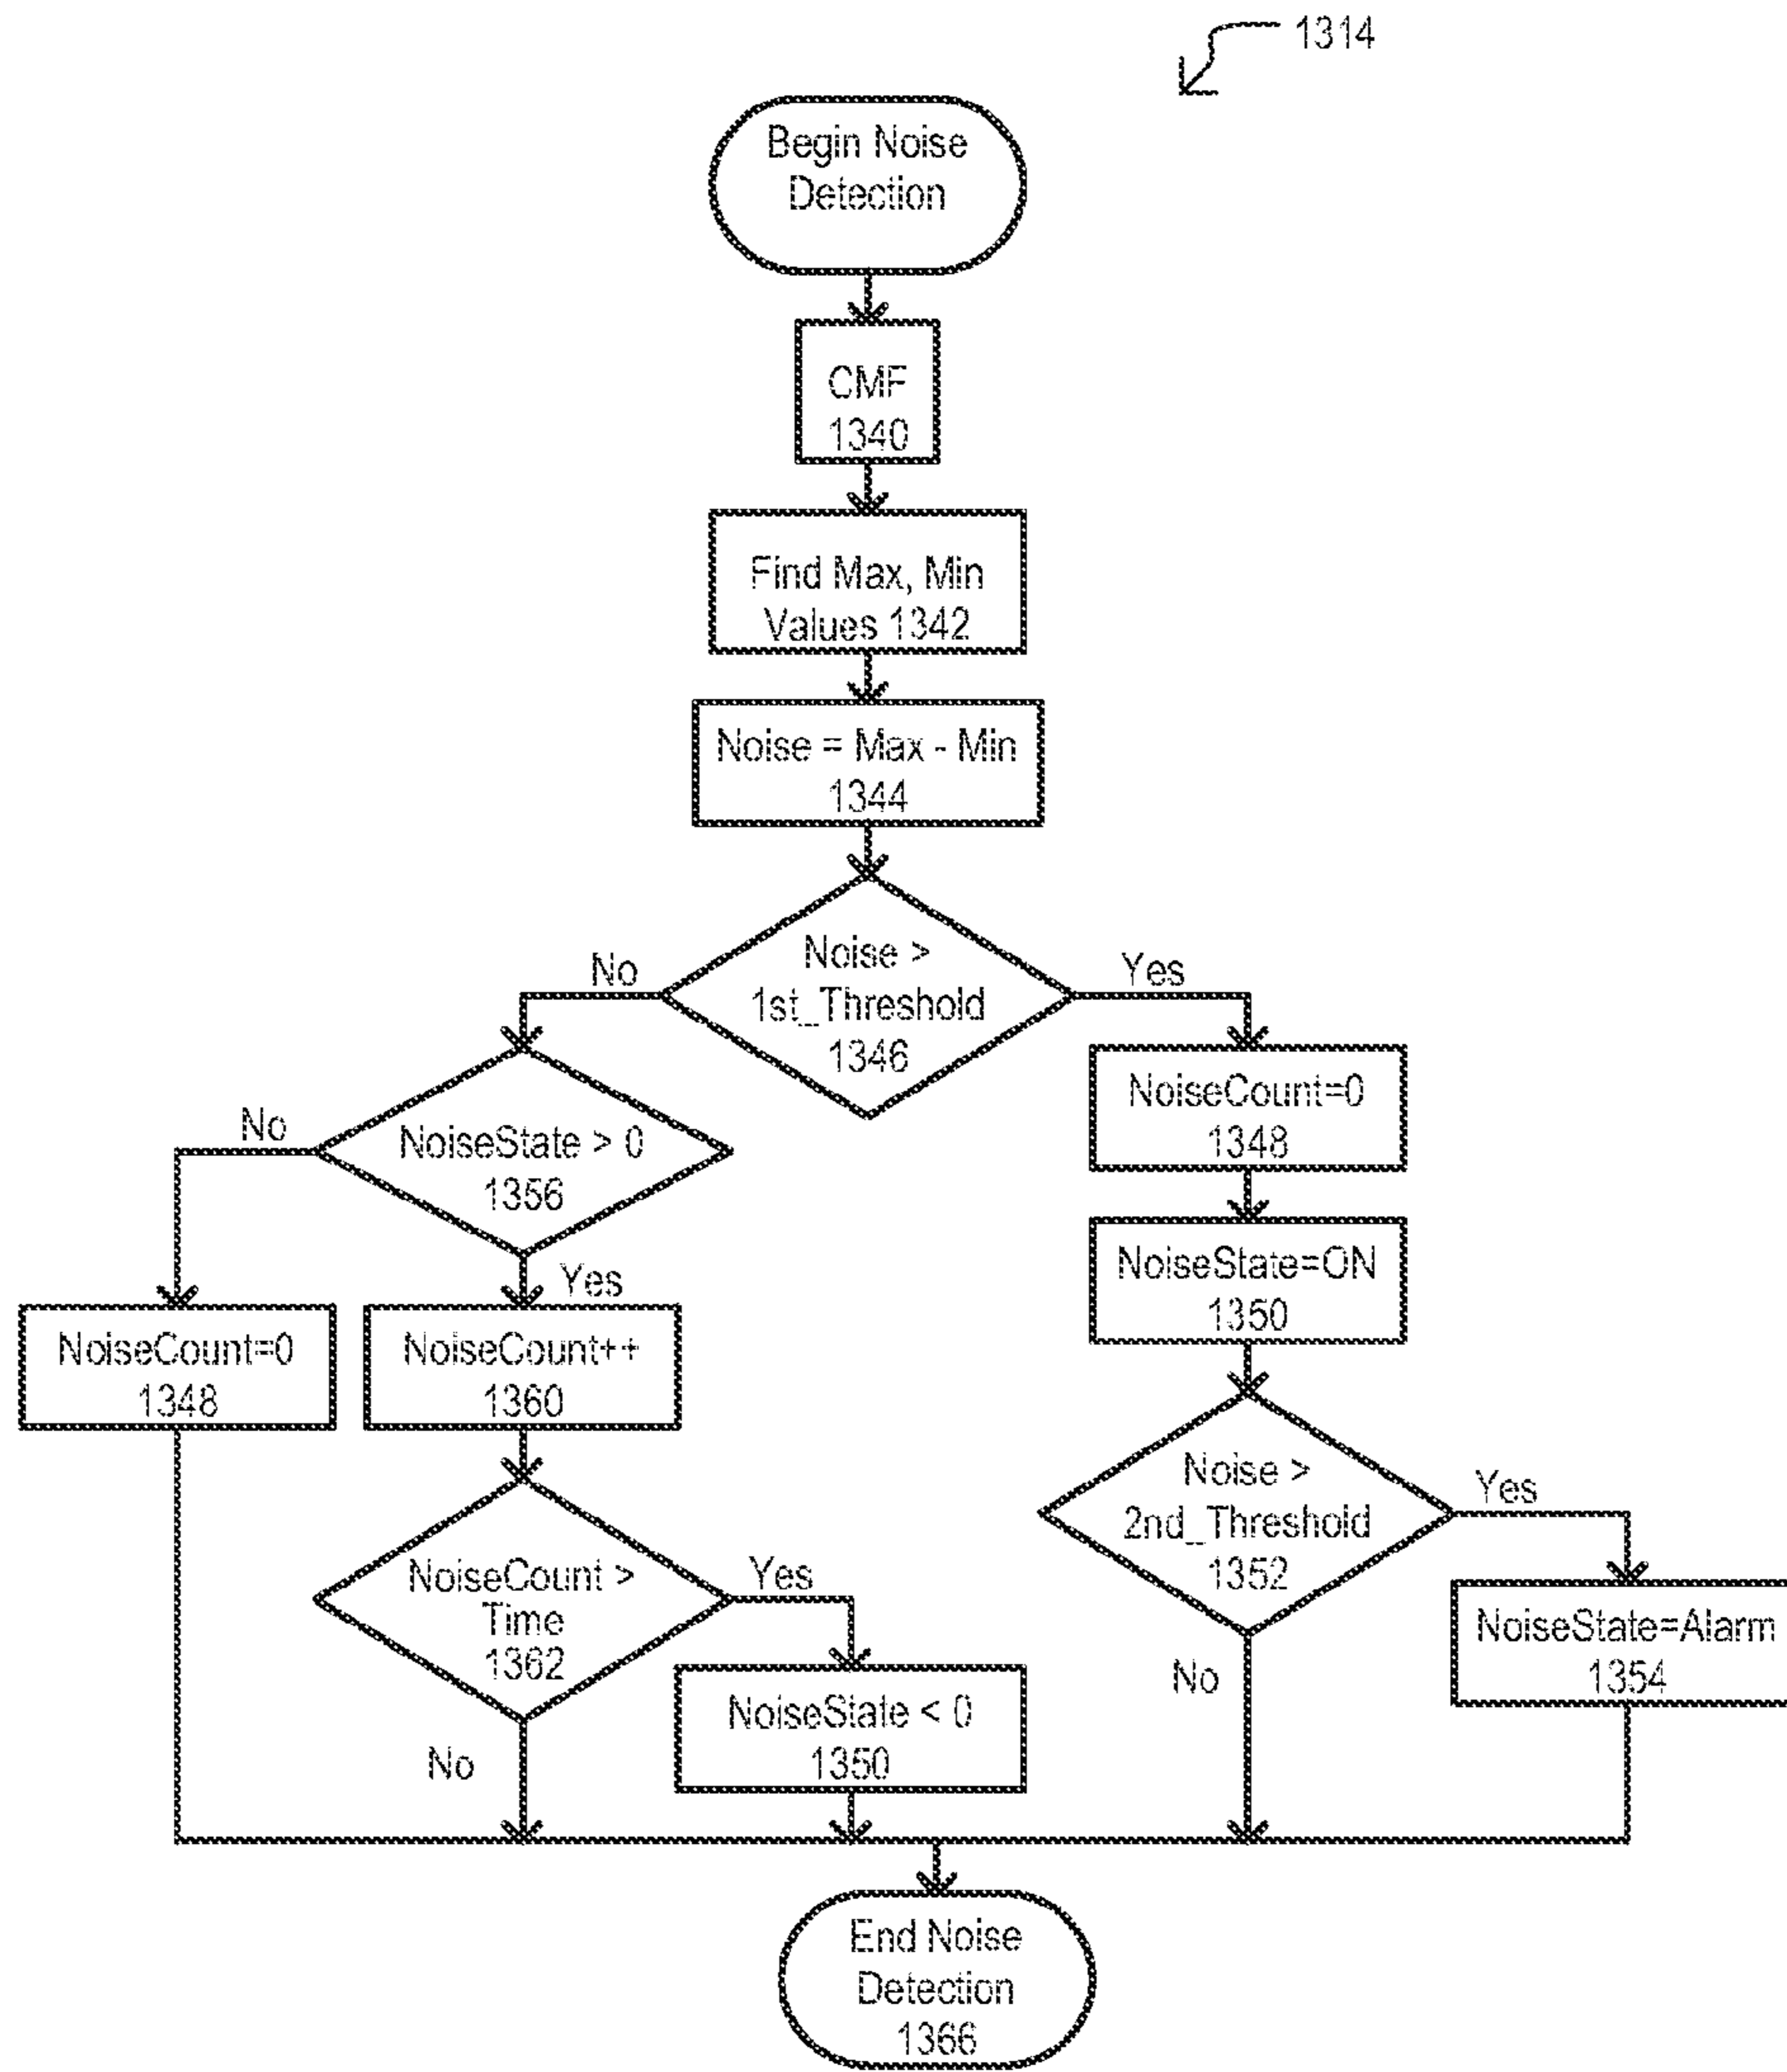 1314
Begin Noise
Detection
CMF
1340
Find Max, Min
Values 1342
Noise = Max - Min
1344
Noise >
1st_Threshold
1346
No
Yes
NoiseState > 0
1356
No
Yes
NoiseCount=0
1348
NoiseCount++
1360
NoiseCount >
Time
1362
Yes
No
NoiseState < 0
1350
NoiseCount=0
1348
NoiseState=ON
1350
Noise >
2nd_Threshold
1352
Yes
No
NoiseState=Alarm
1354
End Noise
Detection
1366